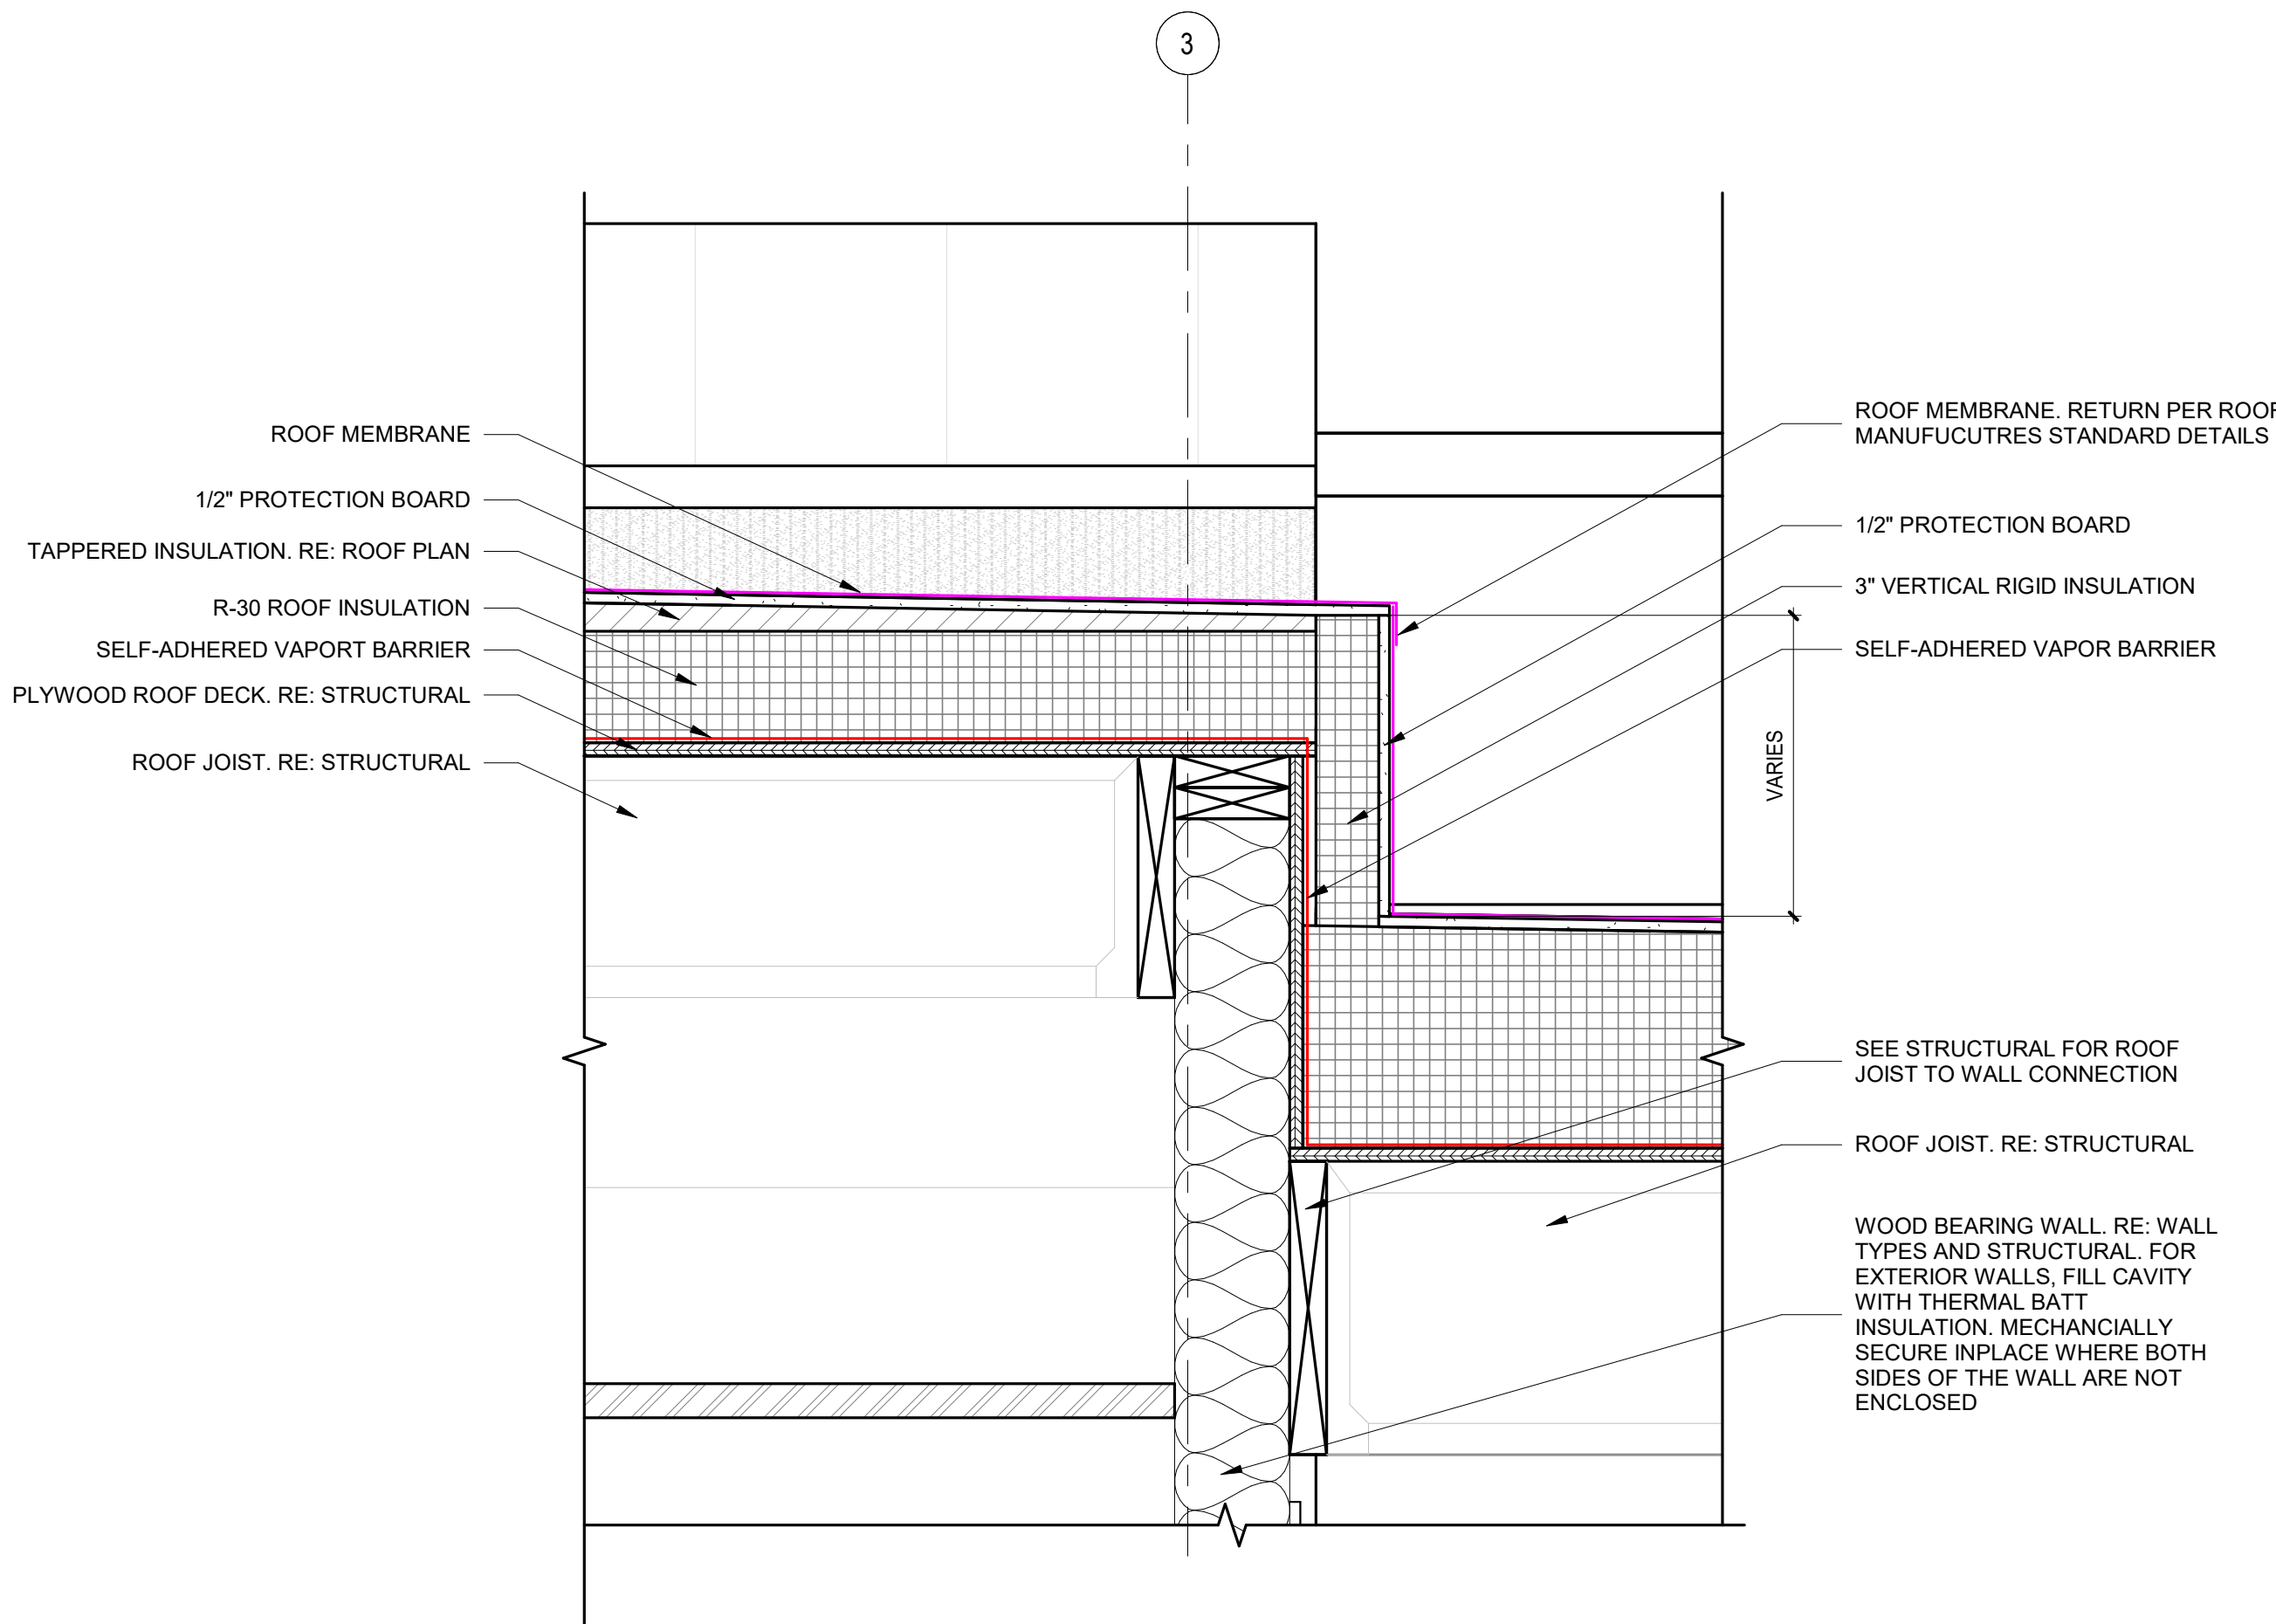 3
ROOF MEMBRANE
1/2" PROTECTION BOARD
TAPPERED INSULATION. RE: ROOF PLAN
R-30 ROOF INSULATION
SELF-ADHERED VAPORT BARRIER
PLYWOOD ROOF DECK. RE: STRUCTURAL
ROOF JOIST. RE: STRUCTURAL
ROOF MEMBRANE. RETURN PER ROOF
MANUFUCUTRES STANDARD DETAILS
1/2" PROTECTION BOARD
3" VERTICAL RIGID INSULATION
SELF-ADHERED VAPOR BARRIER
VARIES
SEE STRUCTURAL FOR ROOF
JOIST TO WALL CONNECTION
ROOF JOIST. RE: STRUCTURAL
WOOD BEARING WALL. RE: WALL
TYPES AND STRUCTURAL. FOR
EXTERIOR WALLS, FILL CAVITY
WITH THERMAL BATT
INSULATION. MECHANCIALLY
SECURE INPLACE WHERE BOTH
SIDES OF THE WALL ARE NOT
ENCLOSED